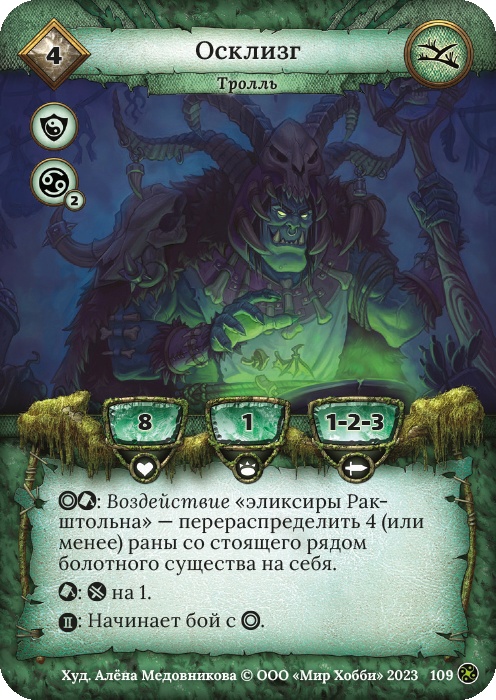 4
Осклизг
Тролль
2
8
1
1-2-3
: Воздействие «эликсиры Рак-
штольна» — перераспределить 4 (или
менее) раны со стоящего рядом
болотного существа на себя.
: на 1.
II: Начинает бой с .
Худ. Алёна Медовникова © ООО «Мир Хобби» 2023 109